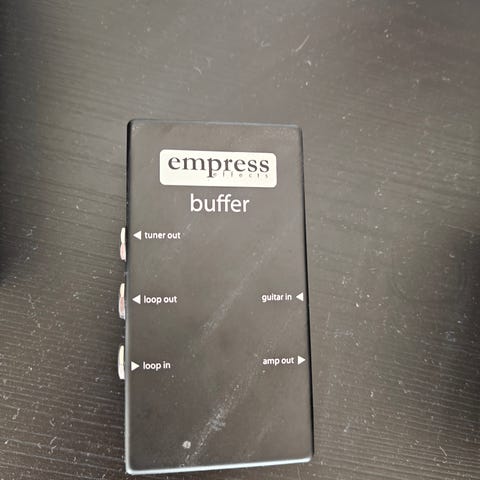 empress
effects
buffer
tuner out
loop out
guitar in
loop in
amp out